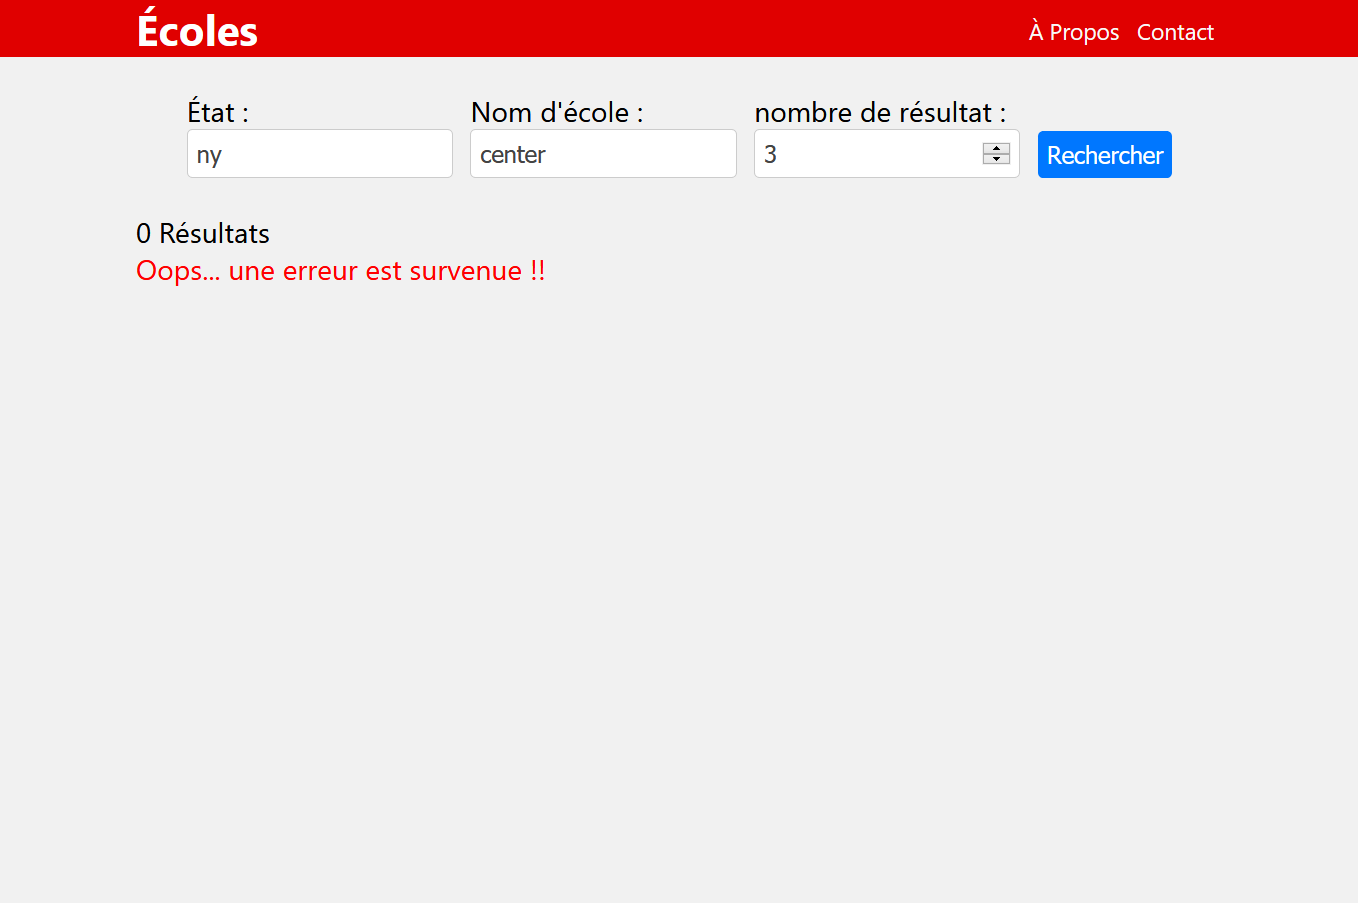 Écoles
À Propos Contact
État :
Nom d'école :
nombre de résultat :
ny
center
3
Rechercher
0 Résultats
Oops... une erreur est survenue !!